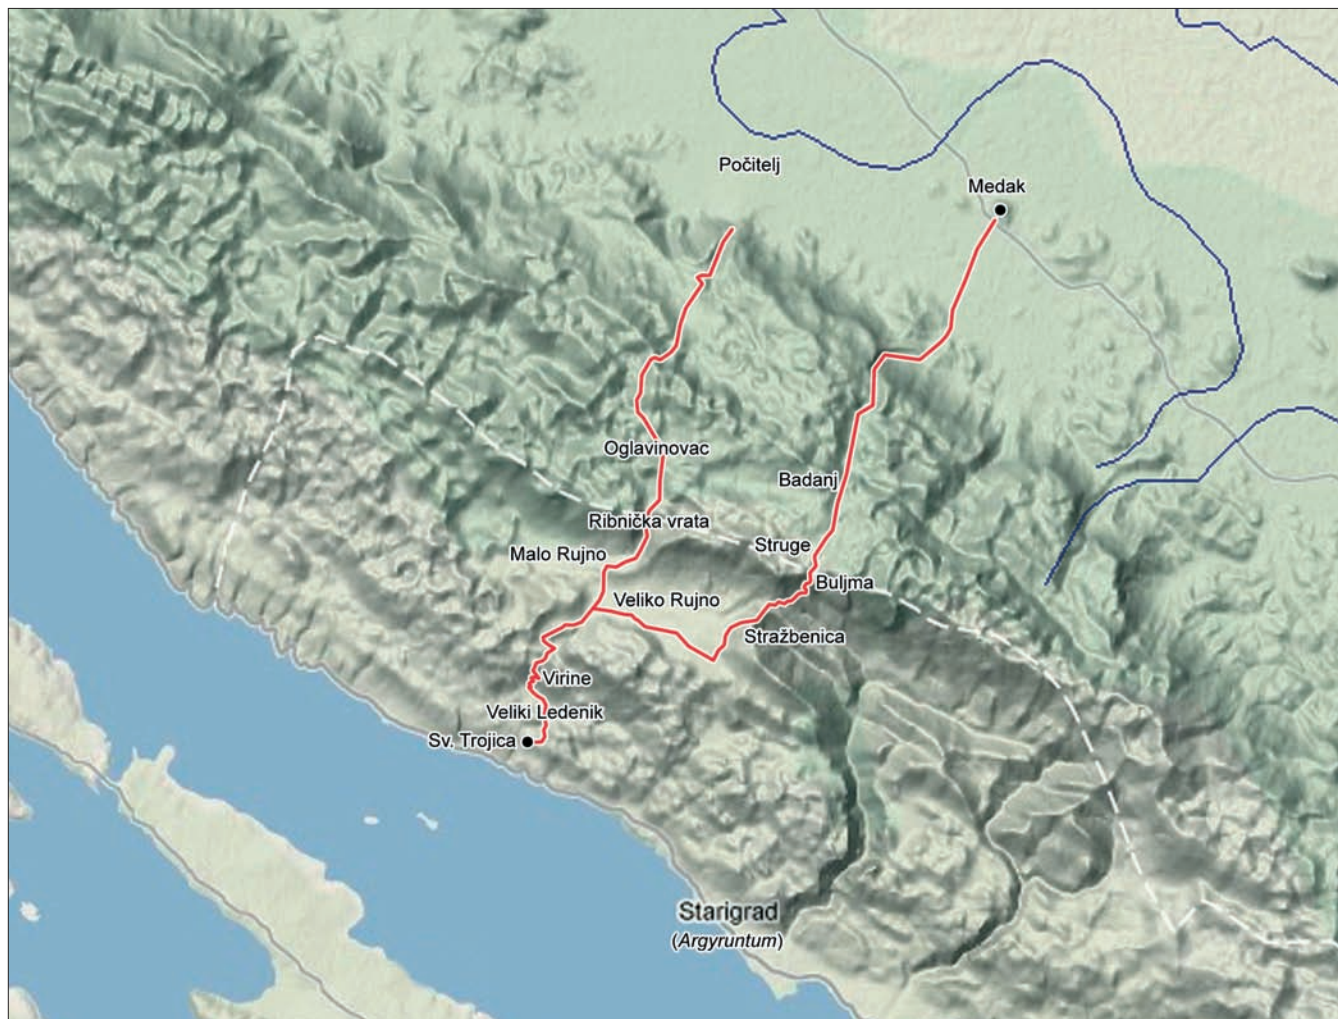 Počitelj
Medak
Oglavinovac
Badanj
Ribnička vrata
Struge
Malo Rujno
Buljma
Veliko Rujno
Stražbenica
Virine
Veliki Ledenik
Sv. Trojica
Starigrad
(Argyruntum)